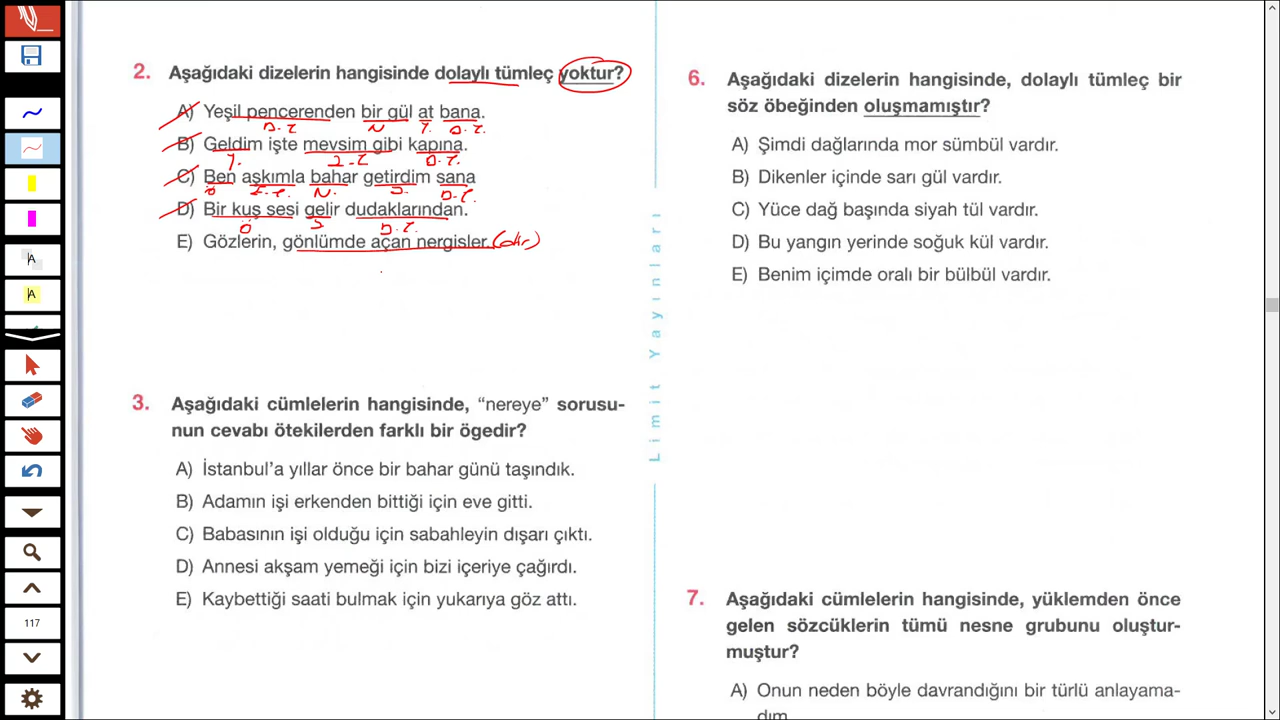 2. Aşağıdaki dizelerin hangisinde dolaylı tümleç yoktur?
A) Yeşil pencerenden bir gül at bana.
D.T N Y. D.T.
B) Geldim işte mevsim gibi kapına.
Y. Z.T D.T.
C) Ben aşkımla bahar getirdim sana
Ö Z.T. N. D.T.
D) Bir kuş sesi gelir dudaklarından.
Ö D.T.
E) Gözlerin, gönlümde açan nergisler. (dir)
3. Aşağıdaki cümlelerin hangisinde, “nereye” sorusu-
nun cevabı ötekilerden farklı bir ögedir?
A) İstanbul’a yıllar önce bir bahar günü taşındık.
B) Adamın işi erkenden bittiği için eve gitti.
C) Babasının işi olduğu için sabahleyin dışarı çıktı.
D) Annesi akşam yemeği için bizi içeriye çağırdı.
E) Kaybettiği saati bulmak için yukarıya göz attı.
Limit Yayınları
6. Aşağıdaki dizelerin hangisinde, dolaylı tümleç bir
söz öbeğinden oluşmamıştır?
A) Şimdi dağlarında mor sümbül vardır.
B) Dikenler içinde sarı gül vardır.
C) Yüce dağ başında siyah tül vardır.
D) Bu yangın yerinde soğuk kül vardır.
E) Benim içimde oralı bir bülbül vardır.
7. Aşağıdaki cümlelerin hangisinde, yüklemden önce
gelen sözcüklerin tümü nesne grubunu oluştur-
muştur?
A) Onun neden böyle davrandığını bir türlü anlayama-
dım.
A
A
117